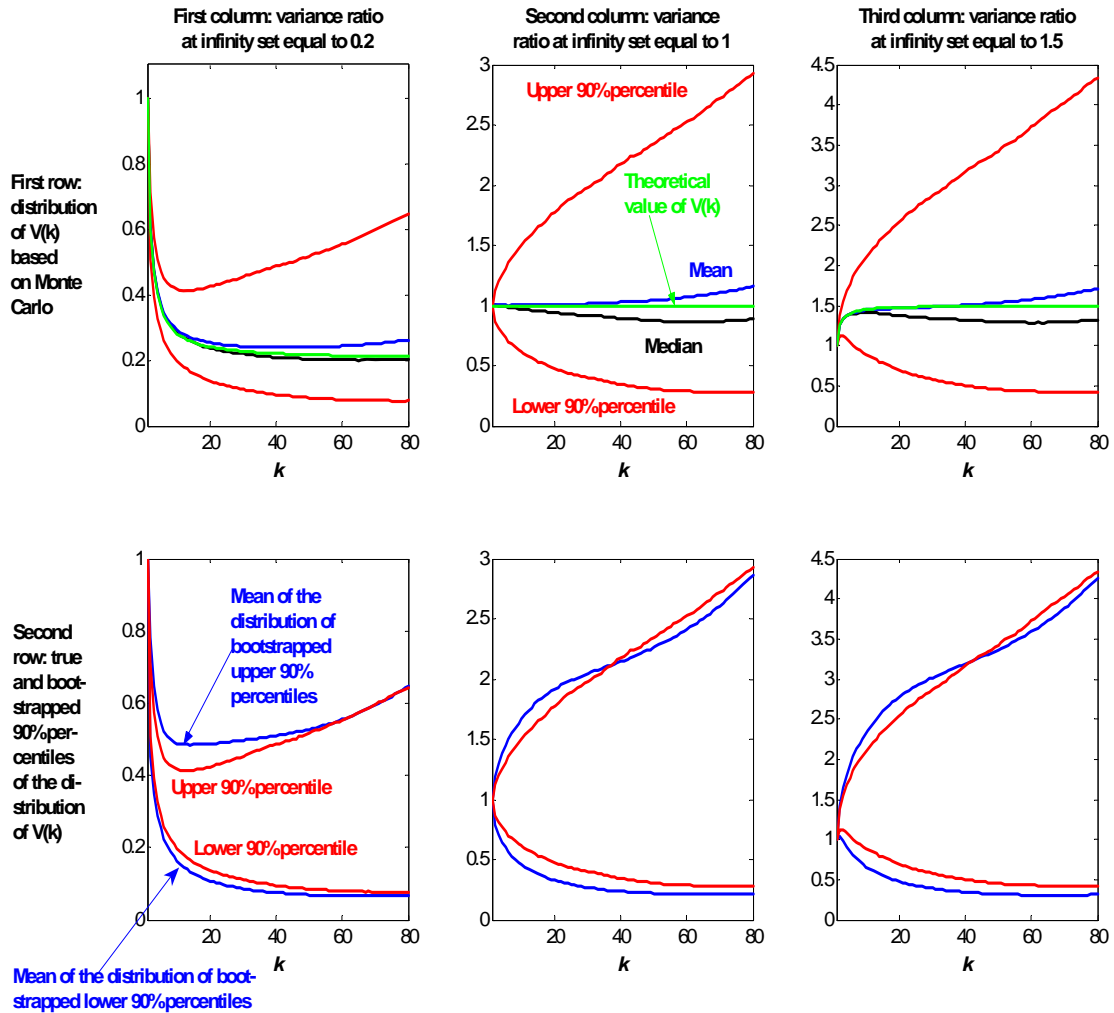 First column: variance ratio
at infinity set equal to 0.2
Second column: variance
ratio at infinity set equal to 1
Third column: variance ratio
at infinity set equal to 1.5
First row:
distribution
of V(k)
based
on Monte
Carlo
1
0.8
0.6
0.4
0.2
0
20
40
60
80
k
3
2.5
2
1.5
1
0.5
0
Upper 90% percentile
Theoretical
value of V(k)
Mean
Median
Lower 90% percentile
20
40
60
80
k
4.5
4
3.5
3
2.5
2
1.5
1
0.5
0
20
40
60
80
k
Second
row: true
and boot-
strapped
90% per-
centiles
of the di-
stribution
of V(k)
1
0.8
0.6
0.4
0.2
0
Mean of the
distribution of
bootstrapped
upper 90%
percentiles
Upper 90% percentile
Lower 90% percentile
20
40
60
80
k
Mean of the distribution of boot-
strapped lower 90% percentiles
3
2.5
2
1.5
1
0.5
0
20
40
60
80
k
4.5
4
3.5
3
2.5
2
1.5
1
0.5
0
20
40
60
80
k